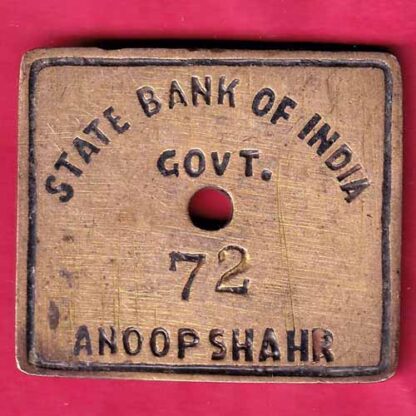 STATE BANK OF INDIA
GOVT.
72
ANOOPSHAHR